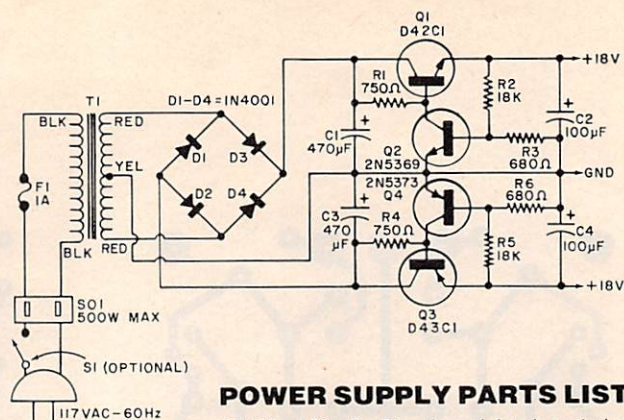 Q1
D42C1
+18V
R1
750Ω
R2
18K
C2
100µF
T1
D1-D4=1N4001
BLK
RED
D1
D3
C1
470µF
Q2
2N5369
R3
680Ω
YEL
GND
F1
1A
D2
D4
2N5373
Q4
R6
680Ω
C3
470
µF
R4
750Ω
R5
18K
C4
100µF
BLK
RED
+18V
SO1
500W MAX
Q3
D43C1
S1 (OPTIONAL)
117VAC-60Hz
POWER SUPPLY PARTS LIST